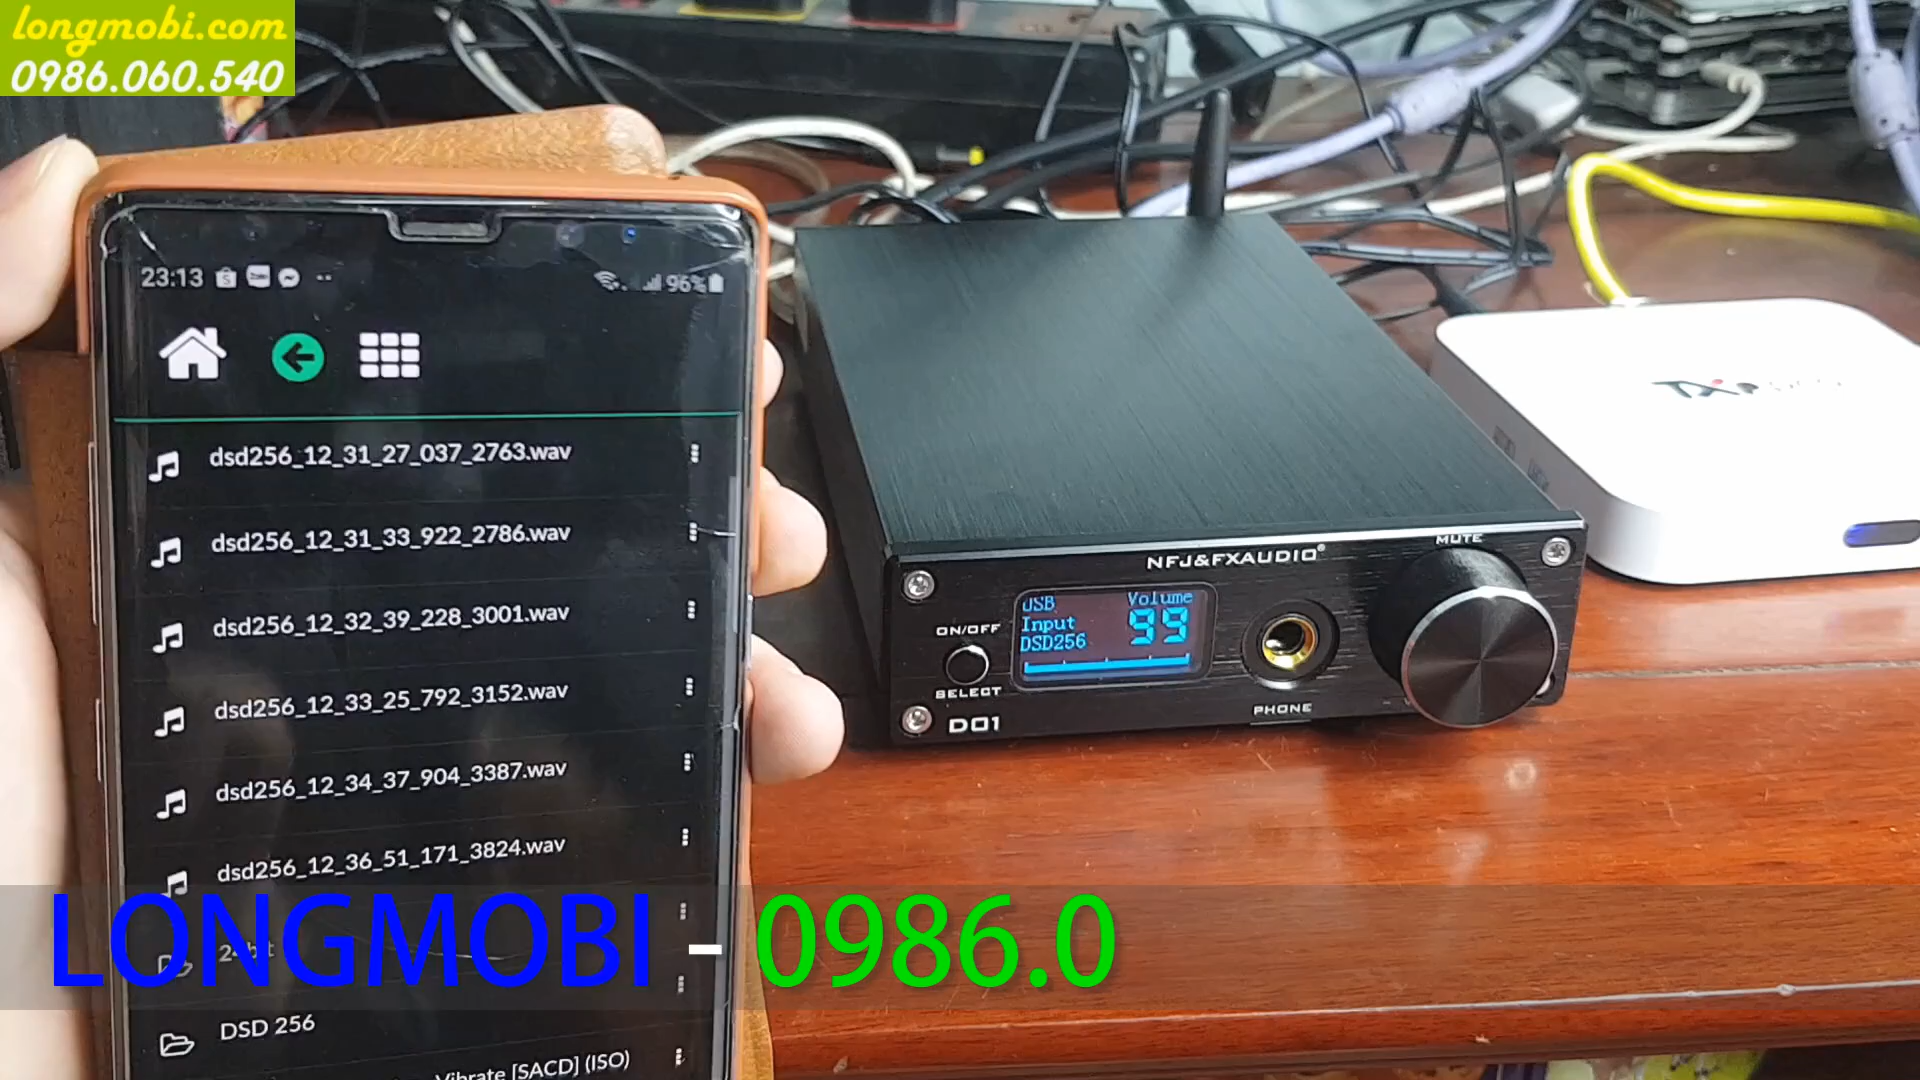 longmobi.com
0986.060.540
23:13
96%
dsd256_12_31_27_037_2763.wav
dsd256_12_31_33_922_2786.wav
dsd256_12_32_39_228_3001.wav
dsd256_12_33_25_792_3152.wav
dsd256_12_34_37_904_3387.wav
dsd256_12_36_51_171_3824.wav
24bit
DSD 256
Vibrate [SACD] (ISO)
NFJ&FXAUDIO®
MUTE
ON/OFF
SELECT
D01
USB
Input
DSD256
Volume
99
PHONE
LONGMOBI - 0986.0